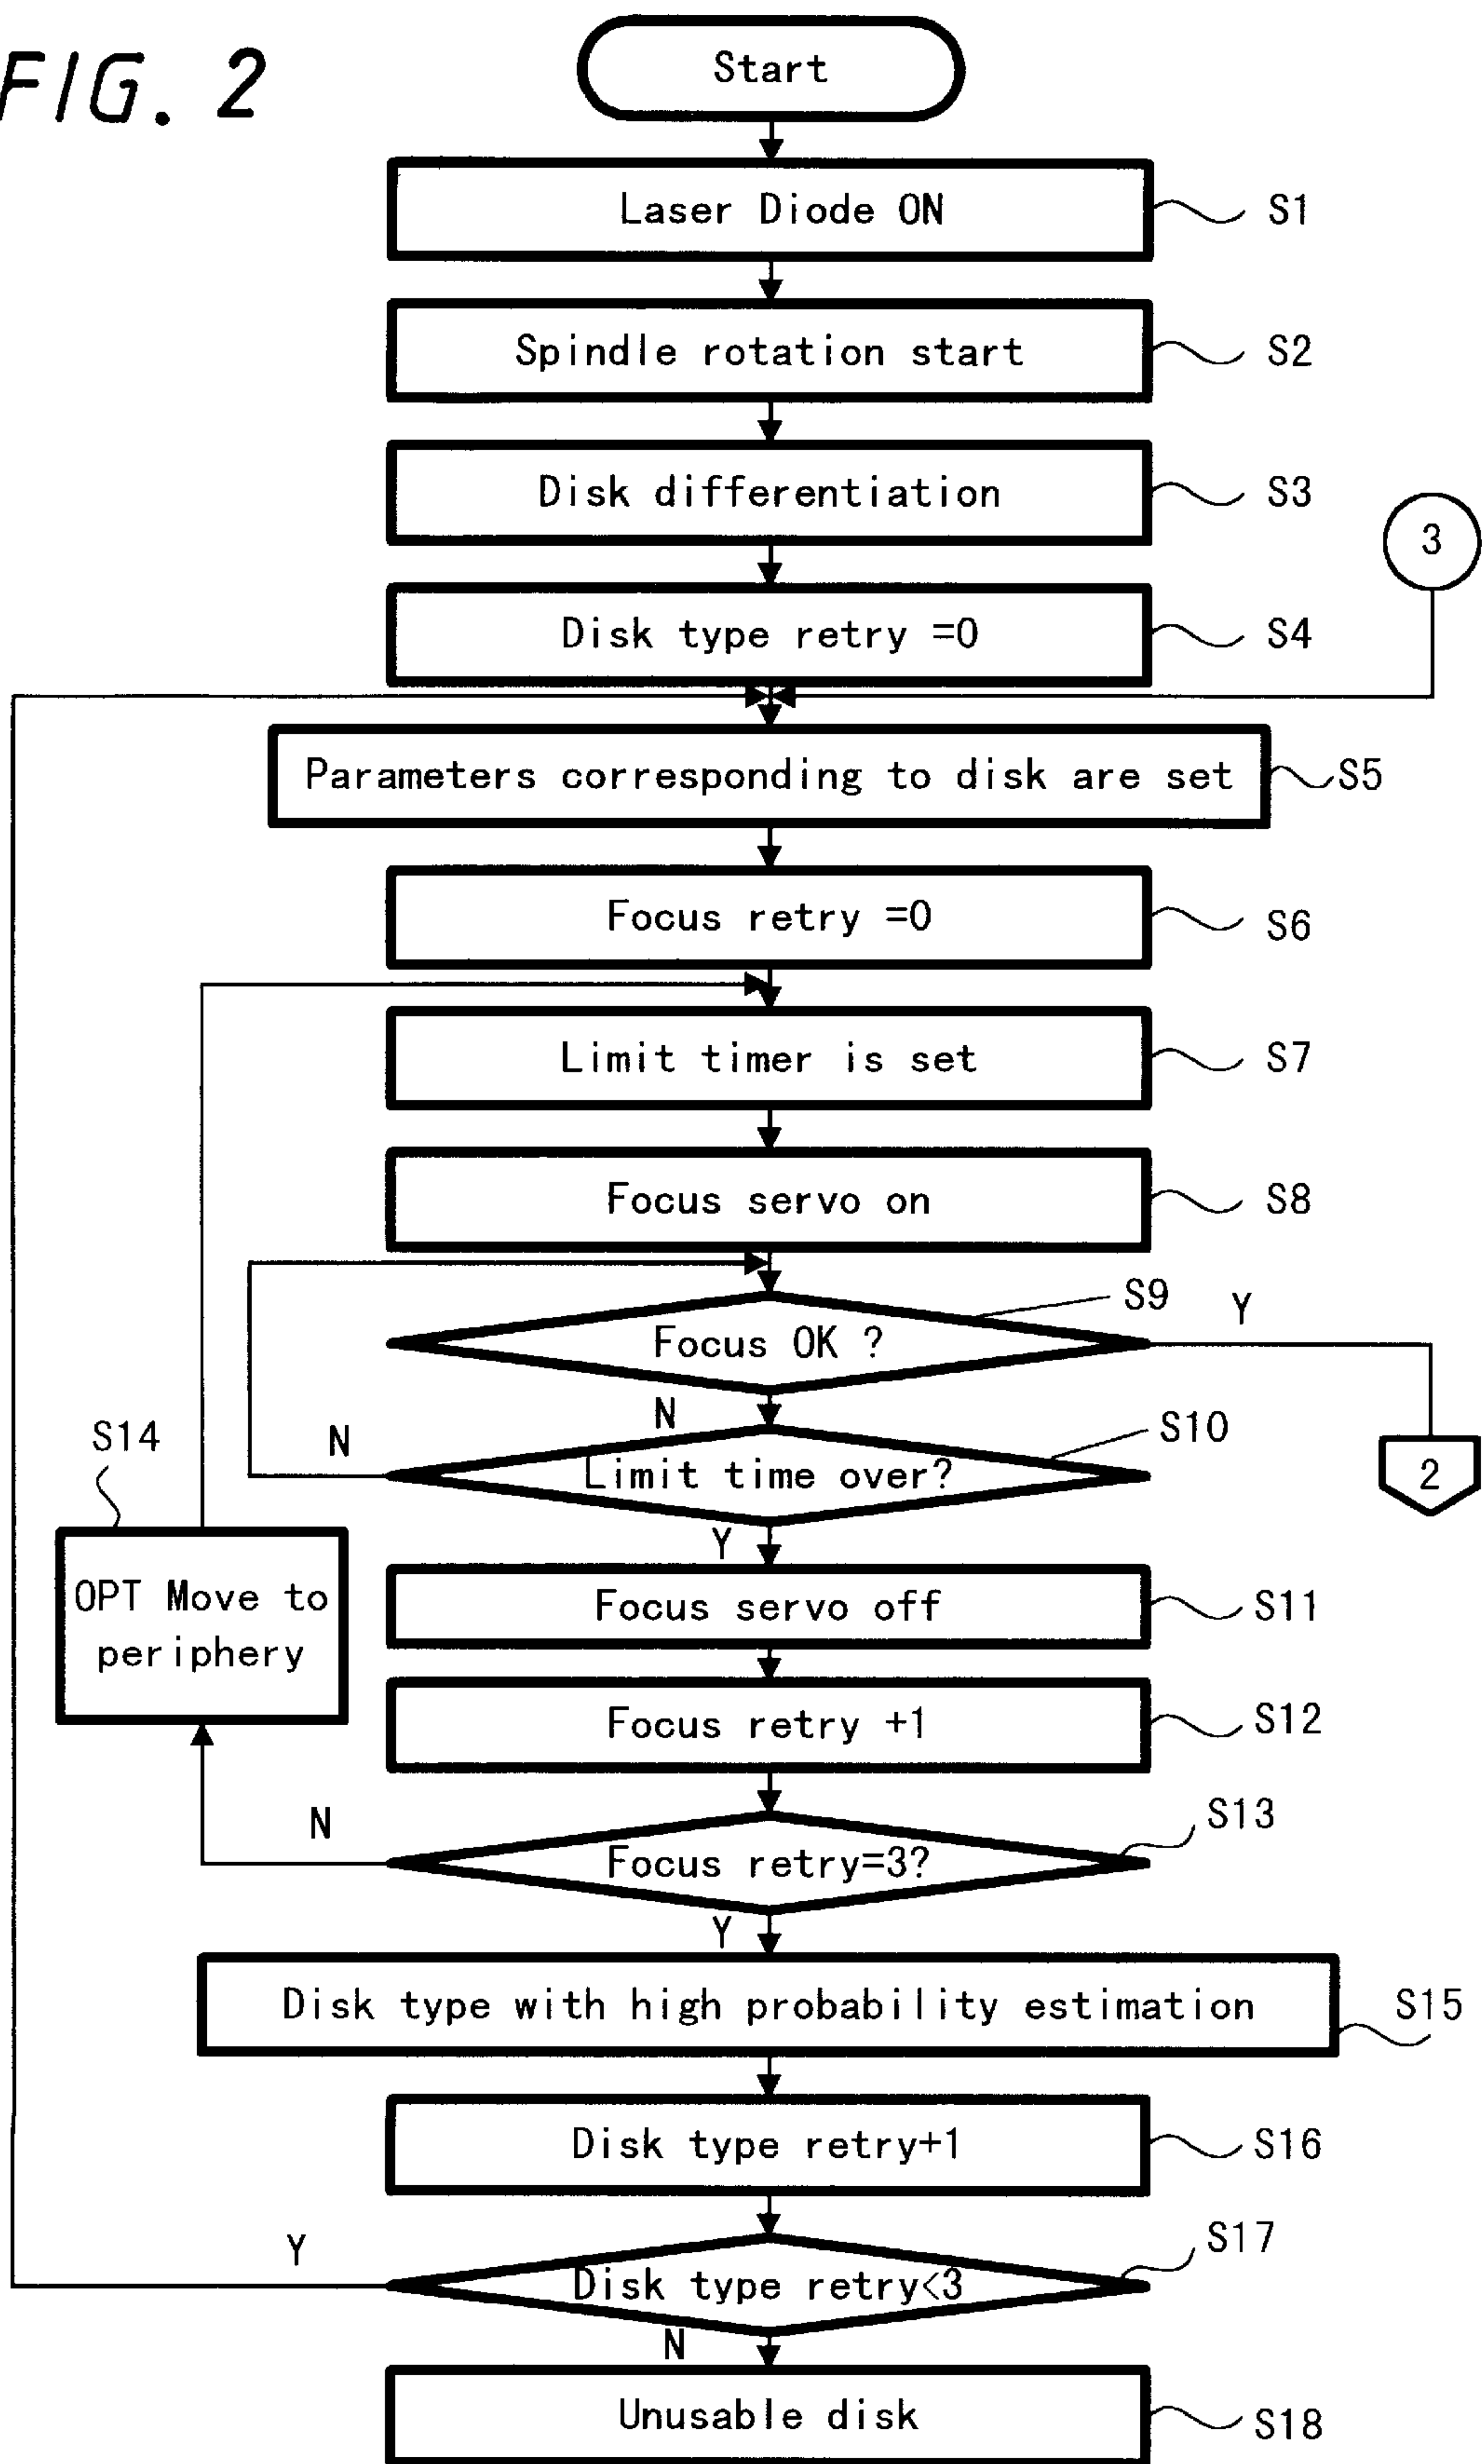 FIG. 2
Start
Laser Diode ON
S1
Spindle rotation start
S2
Disk differentiation
S3
3
Disk type retry =0
S4
Parameters corresponding to disk are set
S5
Focus retry =0
S6
Limit timer is set
S7
Focus servo on
S8
S9
Y
Focus OK ?
N
S10
N
Limit time over?
2
S14
Y
OPT Move to
periphery
Focus servo off
S11
Focus retry +1
S12
S13
N
Focus retry=3?
Y
Disk type with high probability estimation
S15
Disk type retry+1
S16
S17
Y
Disk type retry<3
N
Unusable disk
S18